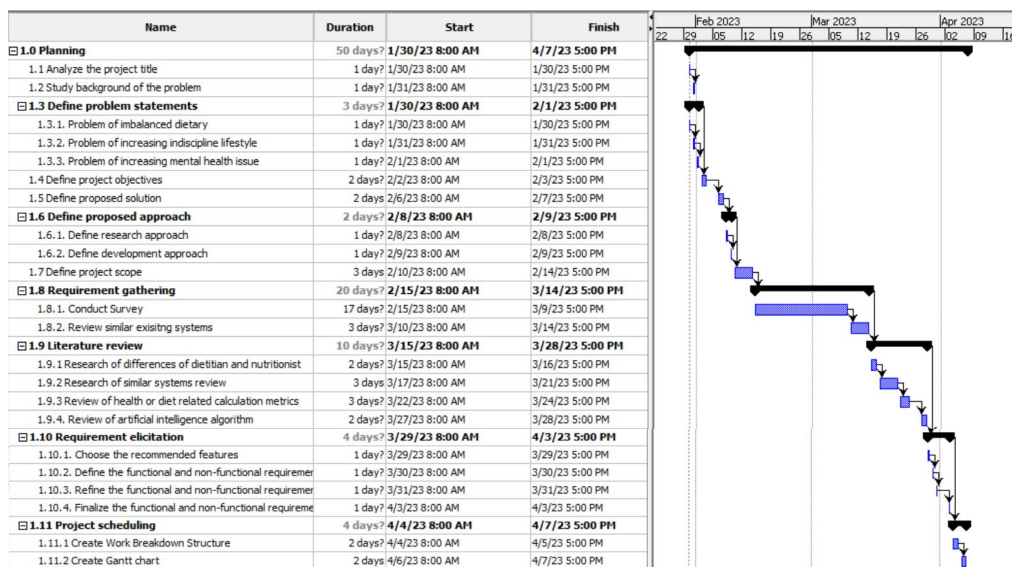 Name Duration Start Finish Feb 2023 Mar 2023 Apr 2023
22 29 05 12 19 26 05 12 19 26 02 09 16
1.0 Planning 50 days? 1/30/23 8:00 AM 4/7/23 5:00 PM
1.1 Analyze the project title 1 day? 1/30/23 8:00 AM 1/30/23 5:00 PM
1.2 Study background of the problem 1 day? 1/31/23 8:00 AM 1/31/23 5:00 PM
1.3 Define problem statements 3 days? 1/30/23 8:00 AM 2/1/23 5:00 PM
1.3.1. Problem of imbalanced dietary 1 day? 1/30/23 8:00 AM 1/30/23 5:00 PM
1.3.2. Problem of increasing indiscipline lifestyle 1 day? 1/31/23 8:00 AM 1/31/23 5:00 PM
1.3.3. Problem of increasing mental health issue 1 day? 2/1/23 8:00 AM 2/1/23 5:00 PM
1.4 Define project objectives 2 days? 2/2/23 8:00 AM 2/3/23 5:00 PM
1.5 Define proposed solution 2 days 2/6/23 8:00 AM 2/7/23 5:00 PM
1.6 Define proposed approach 2 days? 2/8/23 8:00 AM 2/9/23 5:00 PM
1.6.1. Define research approach 1 day? 2/8/23 8:00 AM 2/8/23 5:00 PM
1.6.2. Define development approach 1 day? 2/9/23 8:00 AM 2/9/23 5:00 PM
1.7 Define project scope 3 days 2/10/23 8:00 AM 2/14/23 5:00 PM
1.8 Requirement gathering 20 days? 2/15/23 8:00 AM 3/14/23 5:00 PM
1.8.1. Conduct Survey 17 days? 2/15/23 8:00 AM 3/9/23 5:00 PM
1.8.2. Review similar exisitng systems 3 days? 3/10/23 8:00 AM 3/14/23 5:00 PM
1.9 Literature review 10 days? 3/15/23 8:00 AM 3/28/23 5:00 PM
1.9.1 Research of differences of dietitian and nutritionist 2 days? 3/15/23 8:00 AM 3/16/23 5:00 PM
1.9.2 Research of similar systems review 3 days 3/17/23 8:00 AM 3/21/23 5:00 PM
1.9.3 Review of health or diet related calculation metrics 3 days? 3/22/23 8:00 AM 3/24/23 5:00 PM
1.9.4. Review of artificial intelligence algorithm 2 days? 3/27/23 8:00 AM 3/28/23 5:00 PM
1.10 Requirement elicitation 4 days? 3/29/23 8:00 AM 4/3/23 5:00 PM
1.10.1. Choose the recommended features 1 day? 3/29/23 8:00 AM 3/29/23 5:00 PM
1.10.2. Define the functional and non-functional requiremer 1 day? 3/30/23 8:00 AM 3/30/23 5:00 PM
1.10.3. Refine the functional and non-functional requiremer 1 day? 3/31/23 8:00 AM 3/31/23 5:00 PM
1.10.4. Finalize the functional and non-functional requireme 1 day? 4/3/23 8:00 AM 4/3/23 5:00 PM
1.11 Project scheduling 4 days? 4/4/23 8:00 AM 4/7/23 5:00 PM
1.11.1 Create Work Breakdown Structure 2 days? 4/4/23 8:00 AM 4/5/23 5:00 PM
1.11.2 Create Gantt chart 2 days 4/6/23 8:00 AM 4/7/23 5:00 PM